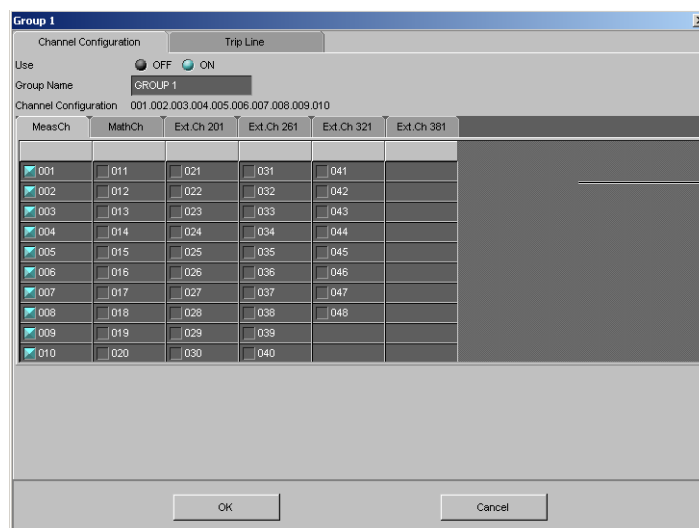 Group 1
Channel Configuration Trip Line
Use OFF ON
Group Name GROUP 1
Channel Configuration 001.002.003.004.005.006.007.008.009.010
MeasCh MathCh Ext.Ch 201 Ext.Ch 261 Ext.Ch 321 Ext.Ch 381
001 011 021 031 041
002 012 022 032 042
003 013 023 033 043
004 014 024 034 044
005 015 025 035 045
006 016 026 036 046
007 017 027 037 047
008 018 028 038 048
009 019 029 039
010 020 030 040
OK Cancel